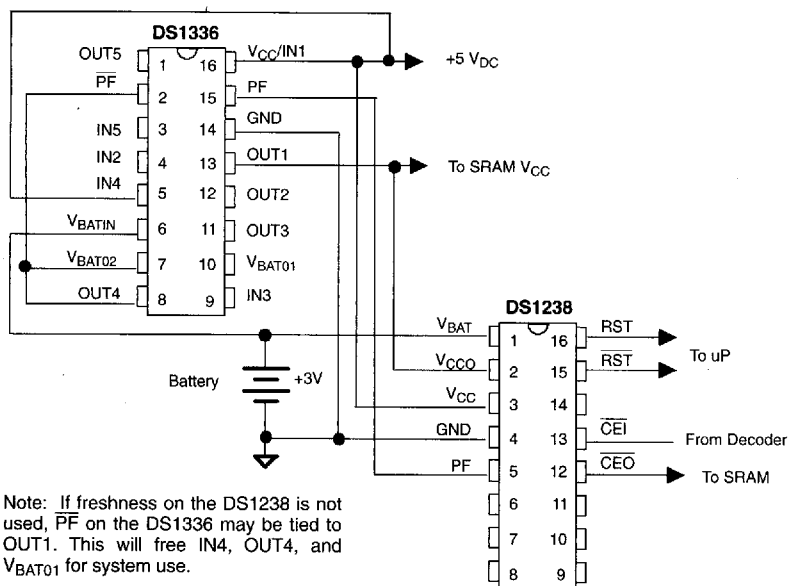 DS1336
OUT5 1 16 VCC/IN1
+5 VDC
PF 2 15 PF
IN5 3 14 GND
IN2 4 13 OUT1
To SRAM VCC
IN4 5 12 OUT2
VBATIN 6 11 OUT3
VBAT02 7 10 VBAT01
OUT4 8 9 IN3
DS1238
VBAT 1 16 RST
To uP
VCCO 2 15 RST
Battery +3V
VCC 3 14
GND 4 13 CEI From Decoder
PF 5 12 CEO To SRAM
6 11
7 10
8 9
Note: If freshness on the DS1238 is not
used, PF on the DS1336 may be tied to
OUT1. This will free IN4, OUT4, and
VBAT01 for system use.